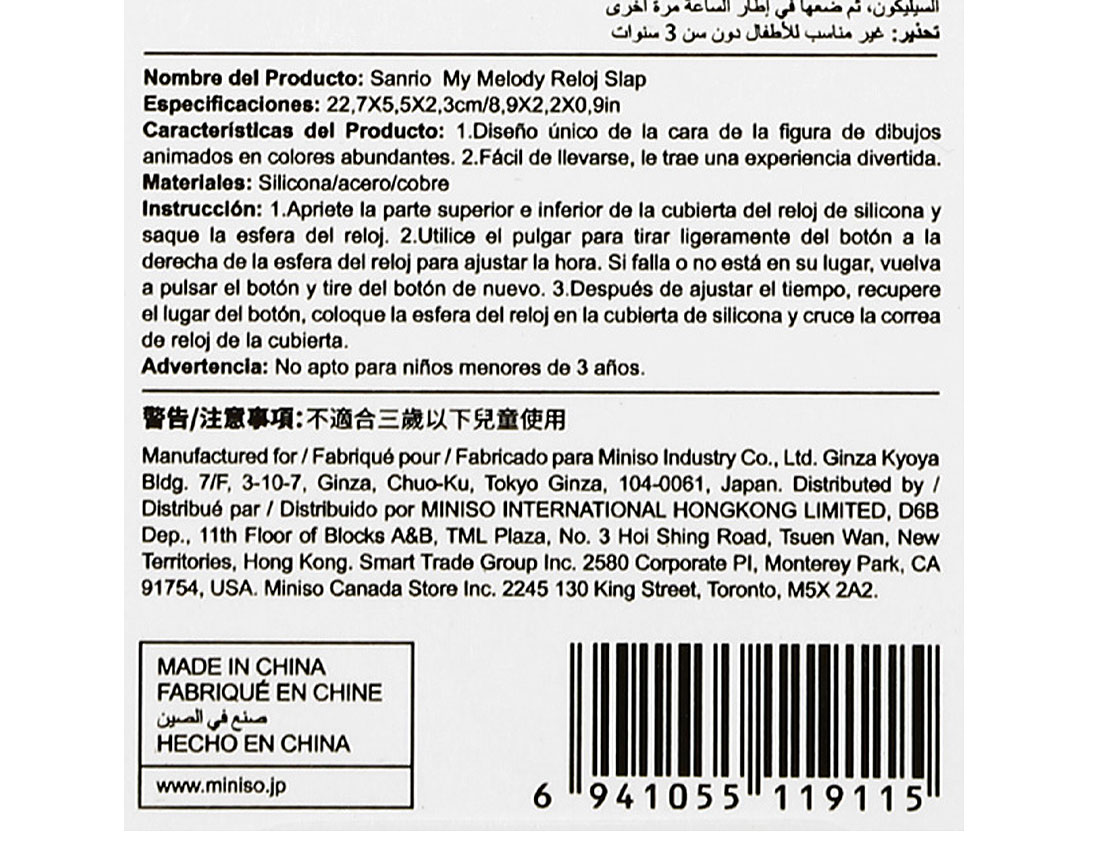 السيليكون، ثم ضعها في إطار الساعة مرة أخرى
تحذير: غير مناسب للأطفال دون سن 3 سنوات
Nombre del Producto: Sanrio My Melody Reloj Slap
Especificaciones: 22,7X5,5X2,3cm/8,9X2,2X0,9in
Características del Producto: 1.Diseño único de la cara de la figura de dibujos
animados en colores abundantes. 2.Fácil de llevarse, le trae una experiencia divertida.
Materiales: Silicona/acero/cobre
Instrucción: 1.Apriete la parte superior e inferior de la cubierta del reloj de silicona y
saque la esfera del reloj. 2.Utilice el pulgar para tirar ligeramente del botón a la
derecha de la esfera del reloj para ajustar la hora. Si falla o no está en su lugar, vuelva
a pulsar el botón y tire del botón de nuevo. 3.Después de ajustar el tiempo, recupere
el lugar del botón, coloque la esfera del reloj en la cubierta de silicona y cruce la correa
de reloj de la cubierta.
Advertencia: No apto para niños menores de 3 años.
警告/注意事項:不適合三歲以下兒童使用
Manufactured for / Fabriqué pour / Fabricado para Miniso Industry Co., Ltd. Ginza Kyoya
Bldg. 7/F, 3-10-7, Ginza, Chuo-Ku, Tokyo Ginza, 104-0061, Japan. Distributed by /
Distribué par / Distribuido por MINISO INTERNATIONAL HONGKONG LIMITED, D6B
Dep., 11th Floor of Blocks A&B, TML Plaza, No. 3 Hoi Shing Road, Tsuen Wan, New
Territories, Hong Kong. Smart Trade Group Inc. 2580 Corporate Pl, Monterey Park, CA
91754, USA. Miniso Canada Store Inc. 2245 130 King Street, Toronto, M5X 2A2.
MADE IN CHINA
FABRIQUÉ EN CHINE
صنع في الصين
HECHO EN CHINA
www.miniso.jp
6 941055 119115